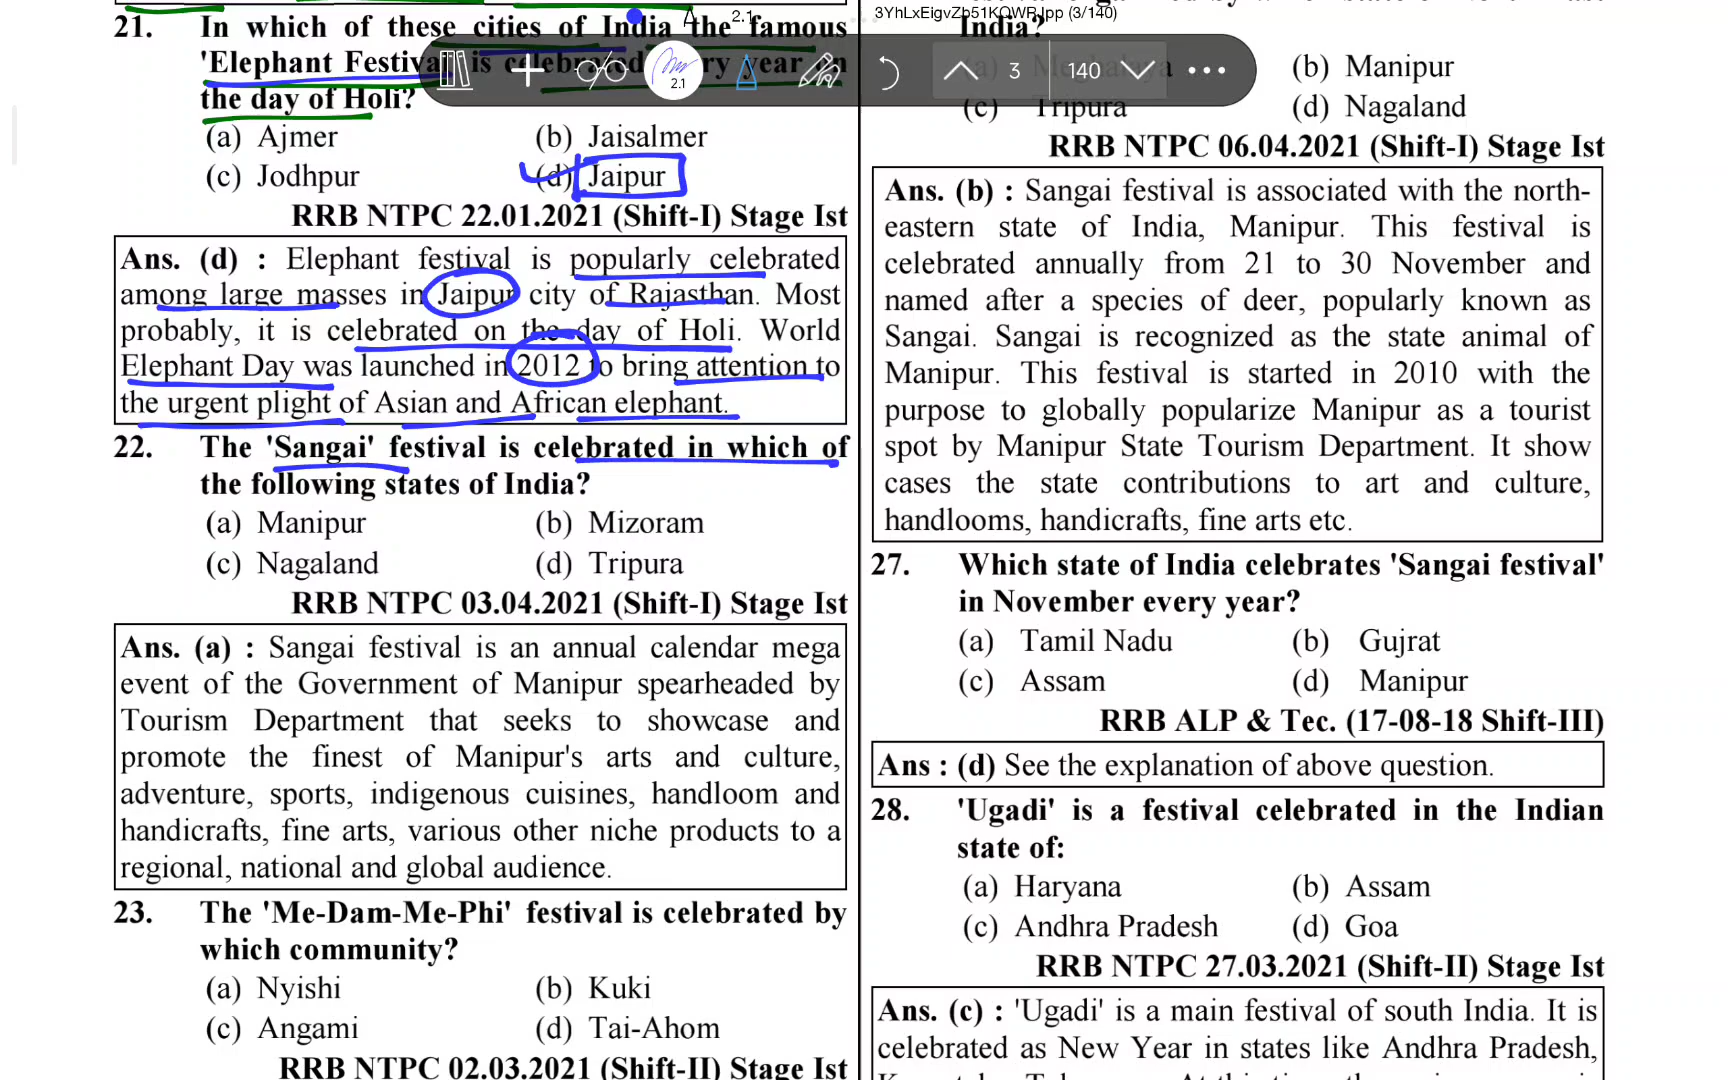 3YhLxEigvZb51KQWR.jpp (3/140)
2.1
2.1
3
140
21. In which of these cities of India the famous
'Elephant Festival' is celebrated every year on
the day of Holi?
(a) Ajmer (b) Jaisalmer
(c) Jodhpur (d) Jaipur
RRB NTPC 22.01.2021 (Shift-I) Stage Ist
Ans. (d) : Elephant festival is popularly celebrated
among large masses in Jaipur city of Rajasthan. Most
probably, it is celebrated on the day of Holi. World
Elephant Day was launched in 2012 to bring attention to
the urgent plight of Asian and African elephant.
22. The 'Sangai' festival is celebrated in which of
the following states of India?
(a) Manipur (b) Mizoram
(c) Nagaland (d) Tripura
RRB NTPC 03.04.2021 (Shift-I) Stage Ist
Ans. (a) : Sangai festival is an annual calendar mega
event of the Government of Manipur spearheaded by
Tourism Department that seeks to showcase and
promote the finest of Manipur's arts and culture,
adventure, sports, indigenous cuisines, handloom and
handicrafts, fine arts, various other niche products to a
regional, national and global audience.
23. The 'Me-Dam-Me-Phi' festival is celebrated by
which community?
(a) Nyishi (b) Kuki
(c) Angami (d) Tai-Ahom
RRB NTPC 02.03.2021 (Shift-II) Stage Ist
India?
(a) Meghalaya (b) Manipur
(c) Tripura (d) Nagaland
RRB NTPC 06.04.2021 (Shift-I) Stage Ist
Ans. (b) : Sangai festival is associated with the north-
eastern state of India, Manipur. This festival is
celebrated annually from 21 to 30 November and
named after a species of deer, popularly known as
Sangai. Sangai is recognized as the state animal of
Manipur. This festival is started in 2010 with the
purpose to globally popularize Manipur as a tourist
spot by Manipur State Tourism Department. It show
cases the state contributions to art and culture,
handlooms, handicrafts, fine arts etc.
27. Which state of India celebrates 'Sangai festival'
in November every year?
(a) Tamil Nadu (b) Gujrat
(c) Assam (d) Manipur
RRB ALP & Tec. (17-08-18 Shift-III)
Ans : (d) See the explanation of above question.
28. 'Ugadi' is a festival celebrated in the Indian
state of:
(a) Haryana (b) Assam
(c) Andhra Pradesh (d) Goa
RRB NTPC 27.03.2021 (Shift-II) Stage Ist
Ans. (c) : 'Ugadi' is a main festival of south India. It is
celebrated as New Year in states like Andhra Pradesh,